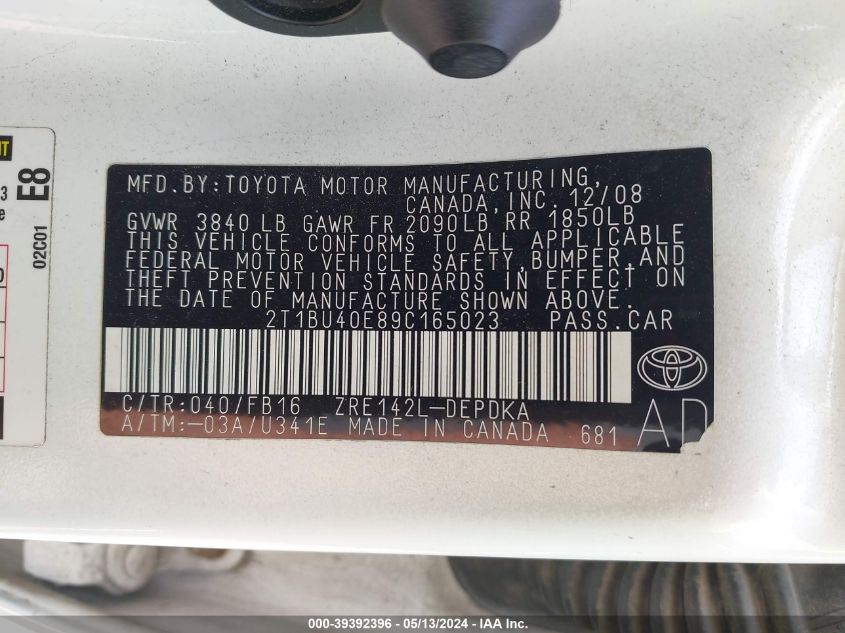 MFD.BY:TOYOTA MOTOR MANUFACTURING,
CANADA,INC. 12/08
GVWR 3840 LB GAWR FR 2090LB RR 1850LB
THIS VEHICLE CONFORMS TO ALL APPLICABLE
FEDERAL MOTOR VEHICLE SAFETY,BUMPER,AND
THEFT PREVENTION STANDARDS IN EFFECT ON
THE DATE OF MANUFACTURE SHOWN ABOVE.
2T1BU40E89C165023 PASS.CAR
C/TR:040/FB16 ZRE142L-DEPDKA
A/TM:-03A/U341E MADE IN CANADA 681
AP
E8
02C01
000-39392396 - 05/13/2024 - IAA Inc.